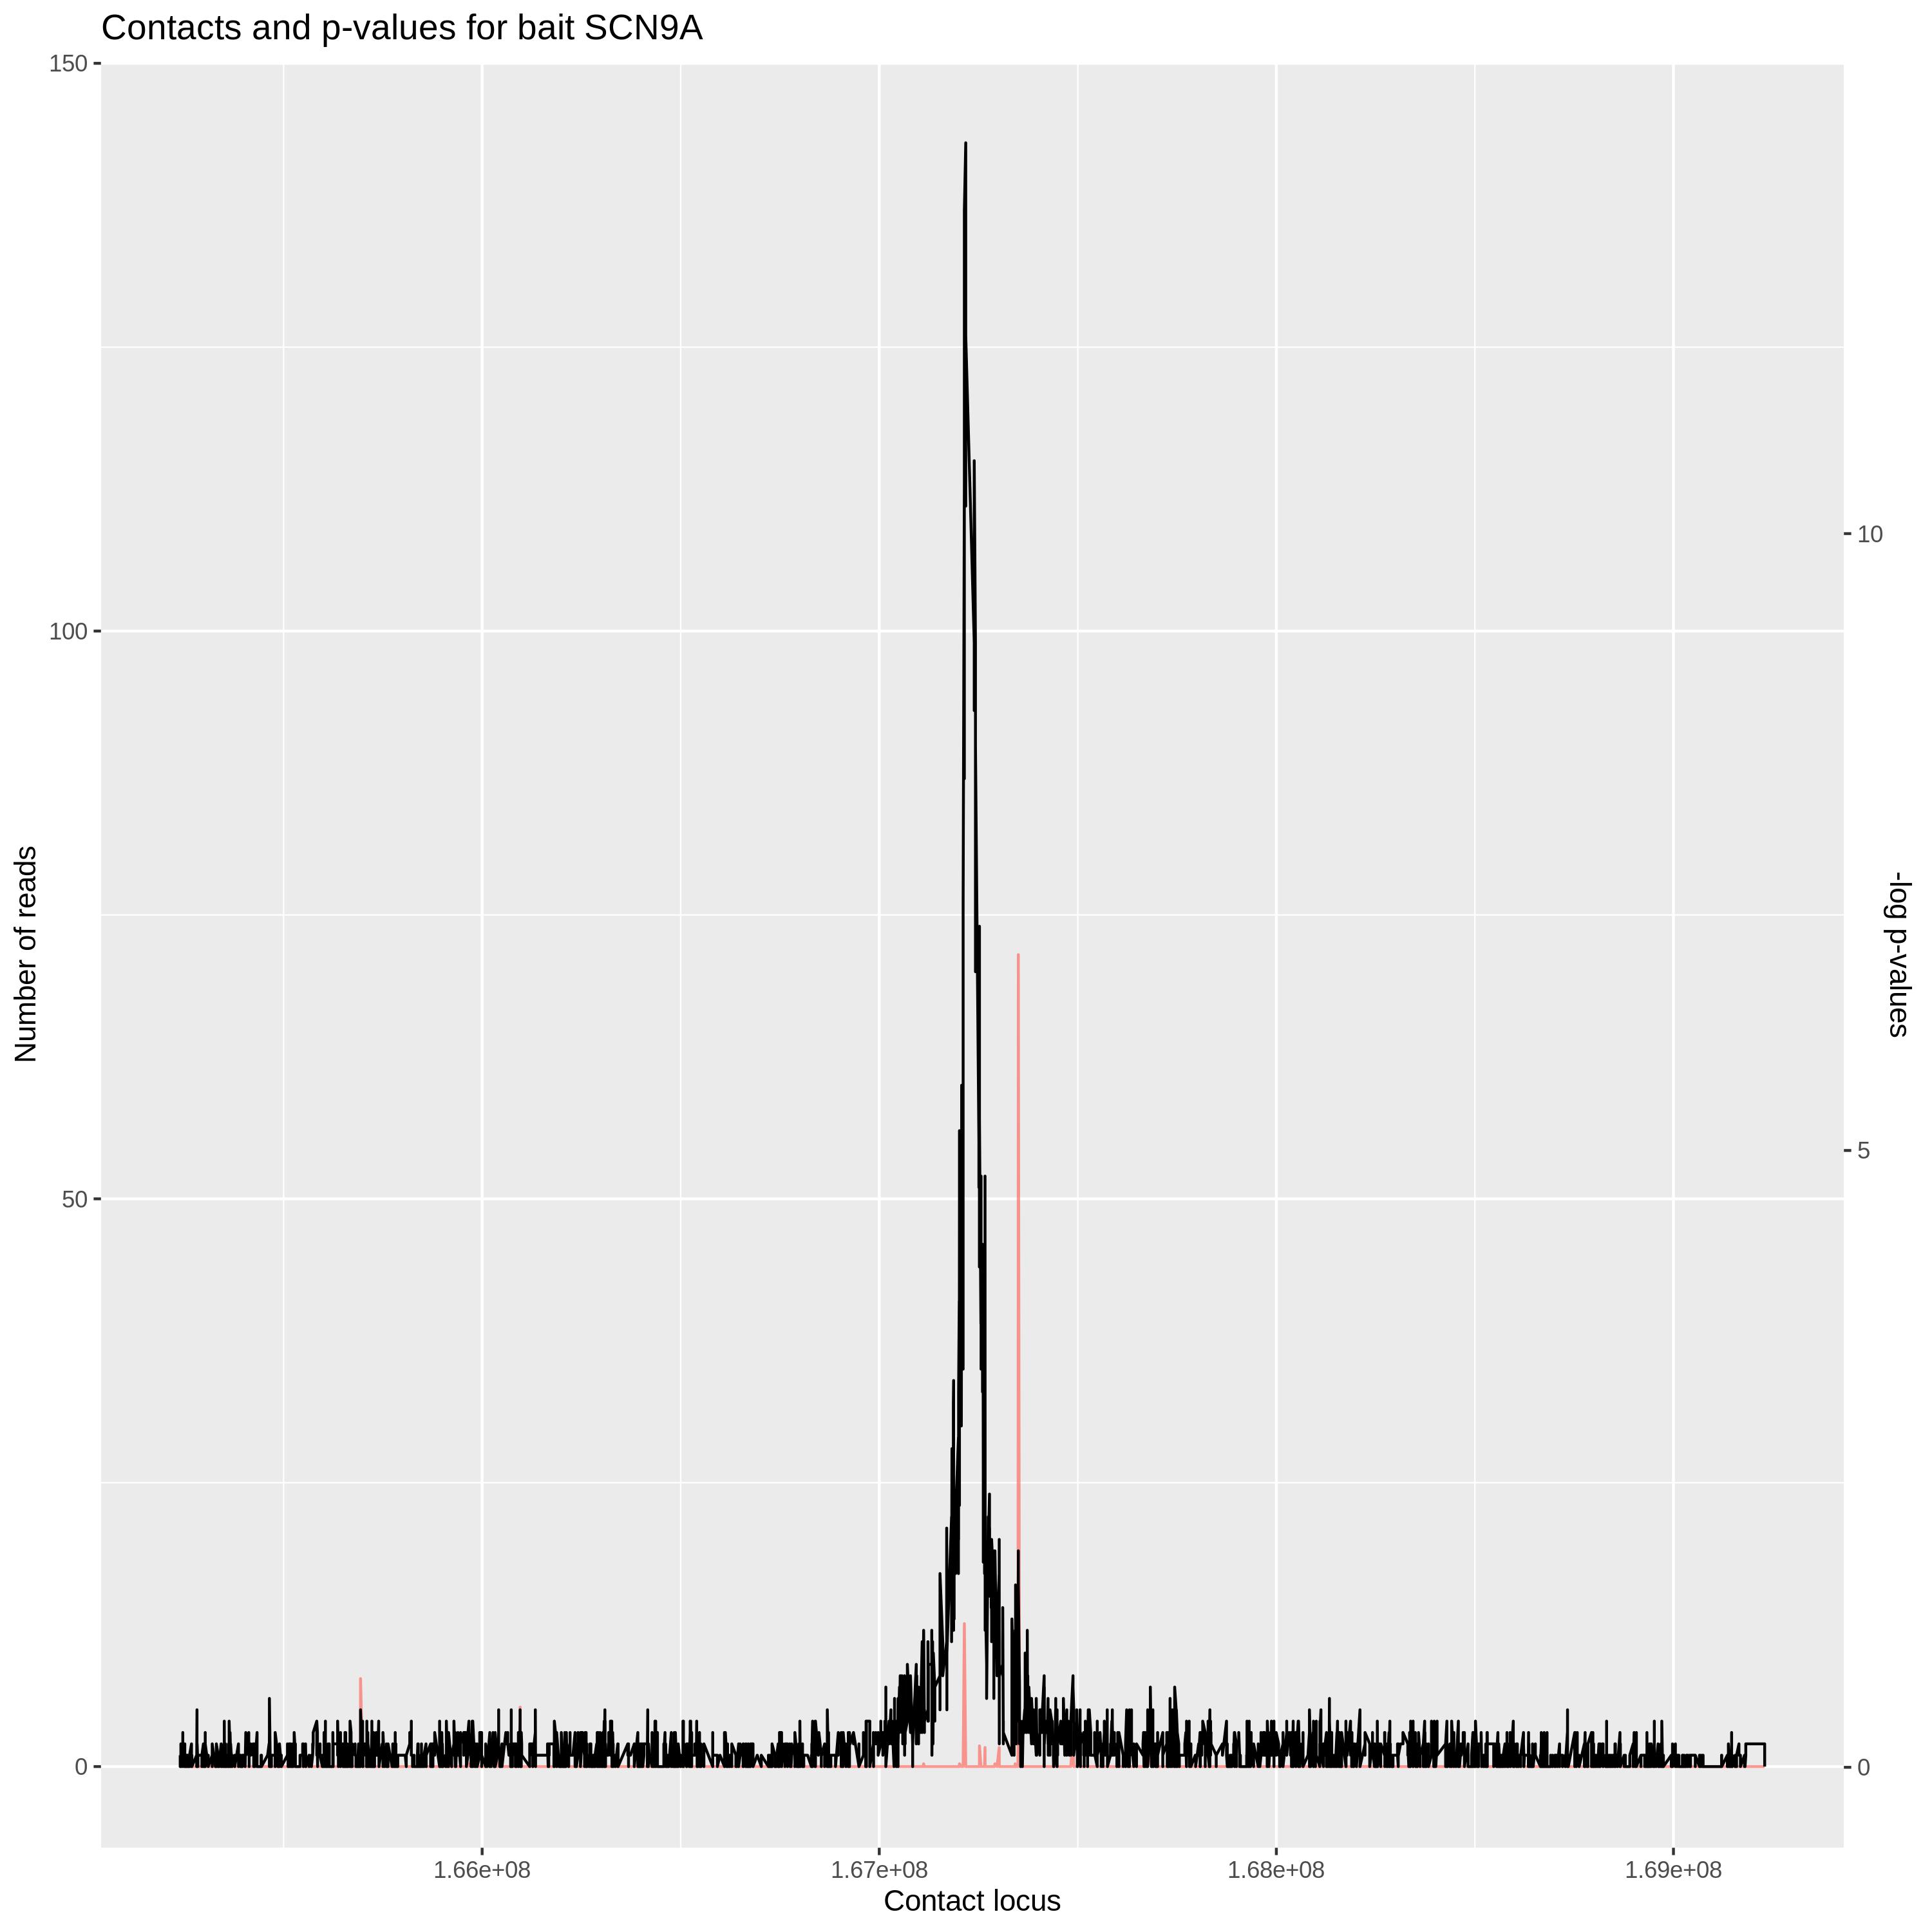 Contacts and p-values for bait SCN9A
150
100
50
0
Number of reads
10
5
0
-log p-values
1.66e+08
1.67e+08
1.68e+08
1.69e+08
Contact locus